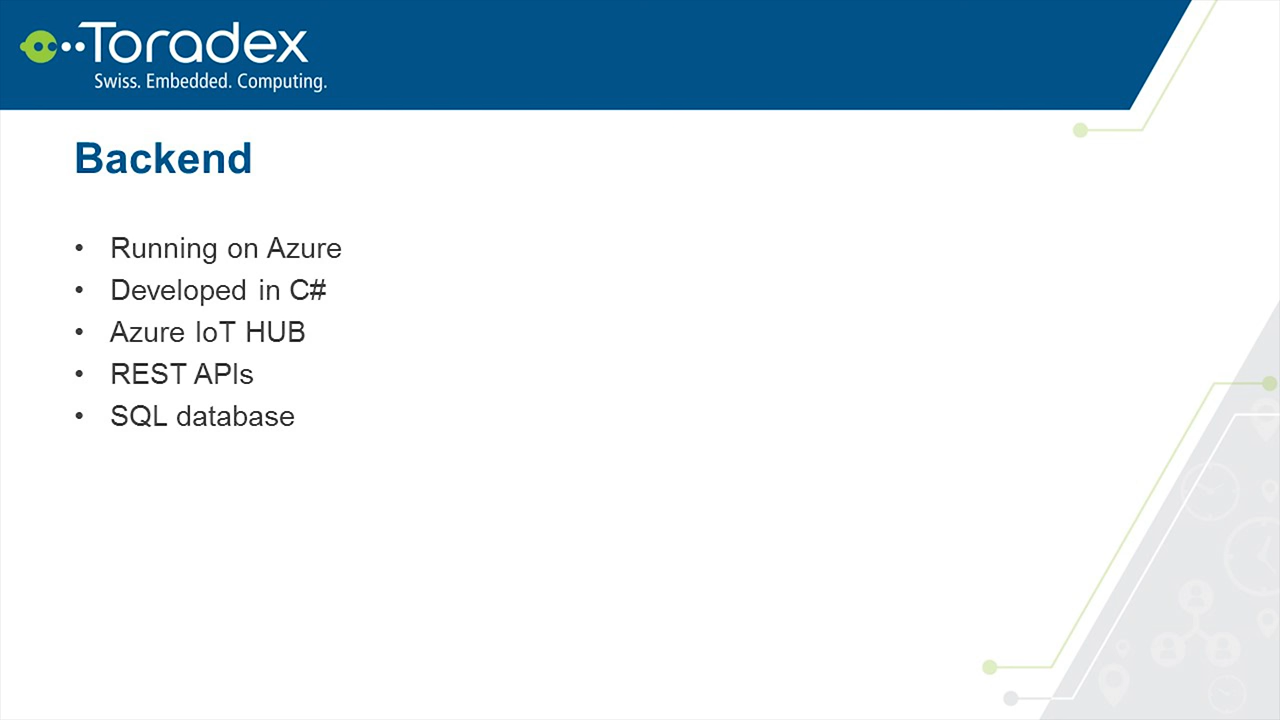 Toradex
Swiss. Embedded. Computing.
Backend
• Running on Azure
• Developed in C#
• Azure IoT HUB
• REST APIs
• SQL database